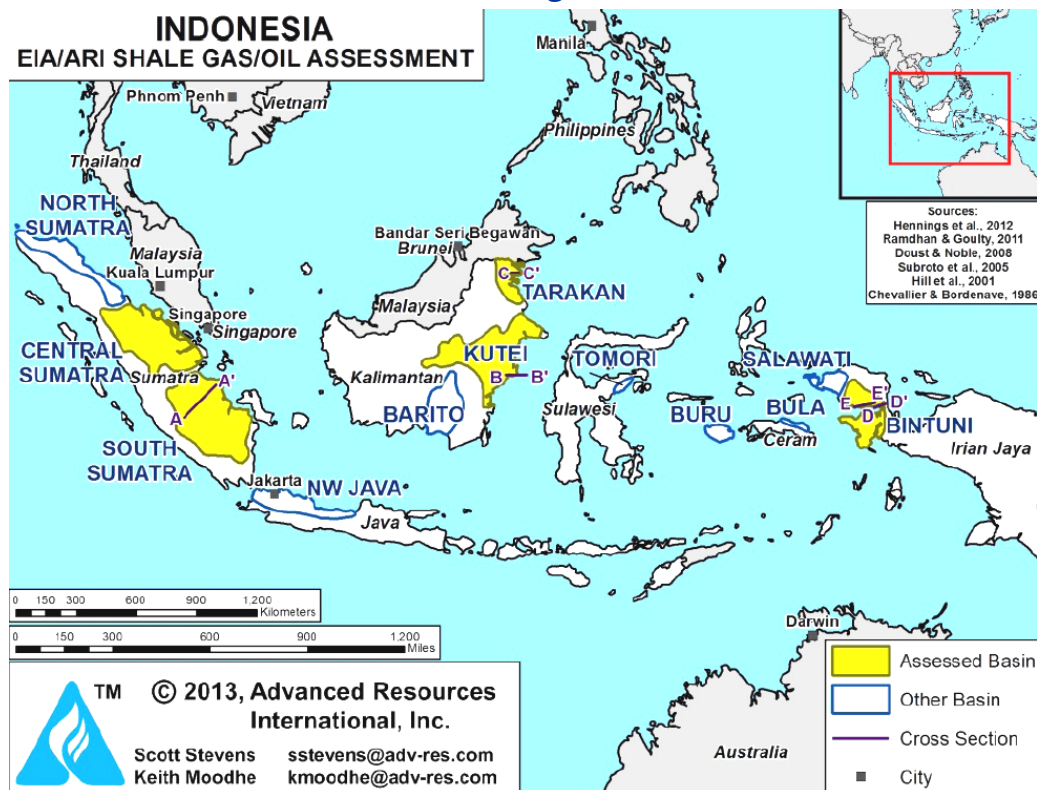 INDONESIA
EIA/ARI SHALE GAS/OIL ASSESSMENT
Manila
Phnom Penh
Vietnam
Philippines
Thailand
NORTH
SUMATRA
Malaysia
Kuala Lumpur
Singapore
Singapore
Bandar Seri Begawan
Brunei
Malaysia
C C'
TARAKAN
Sources:
Hennings et al., 2012
Ramdhan & Goulty, 2011
Doust & Noble, 2008
Subroto et al., 2005
Hill et al., 2001
Chevallier & Bordenave, 1986
CENTRAL
SUMATRA
Sumatra
A'
A
SOUTH
SUMATRA
KUTEI
B B'
Kalimantan
BARITO
TOMORI
Sulawesi
SALAWATI
BURU
BULA
Ceram
E E'
D D'
BINTUNI
Irian Jaya
Jakarta
NW JAVA
Java
0 150 300 600 900 1,200
Kilometers
0 150 300 600 900 1,200
Miles
Darwin
Australia
TM
© 2013, Advanced Resources
International, Inc.
Scott Stevens sstevens@adv-res.com
Keith Moodhe kmoodhe@adv-res.com
Assessed Basin
Other Basin
Cross Section
City